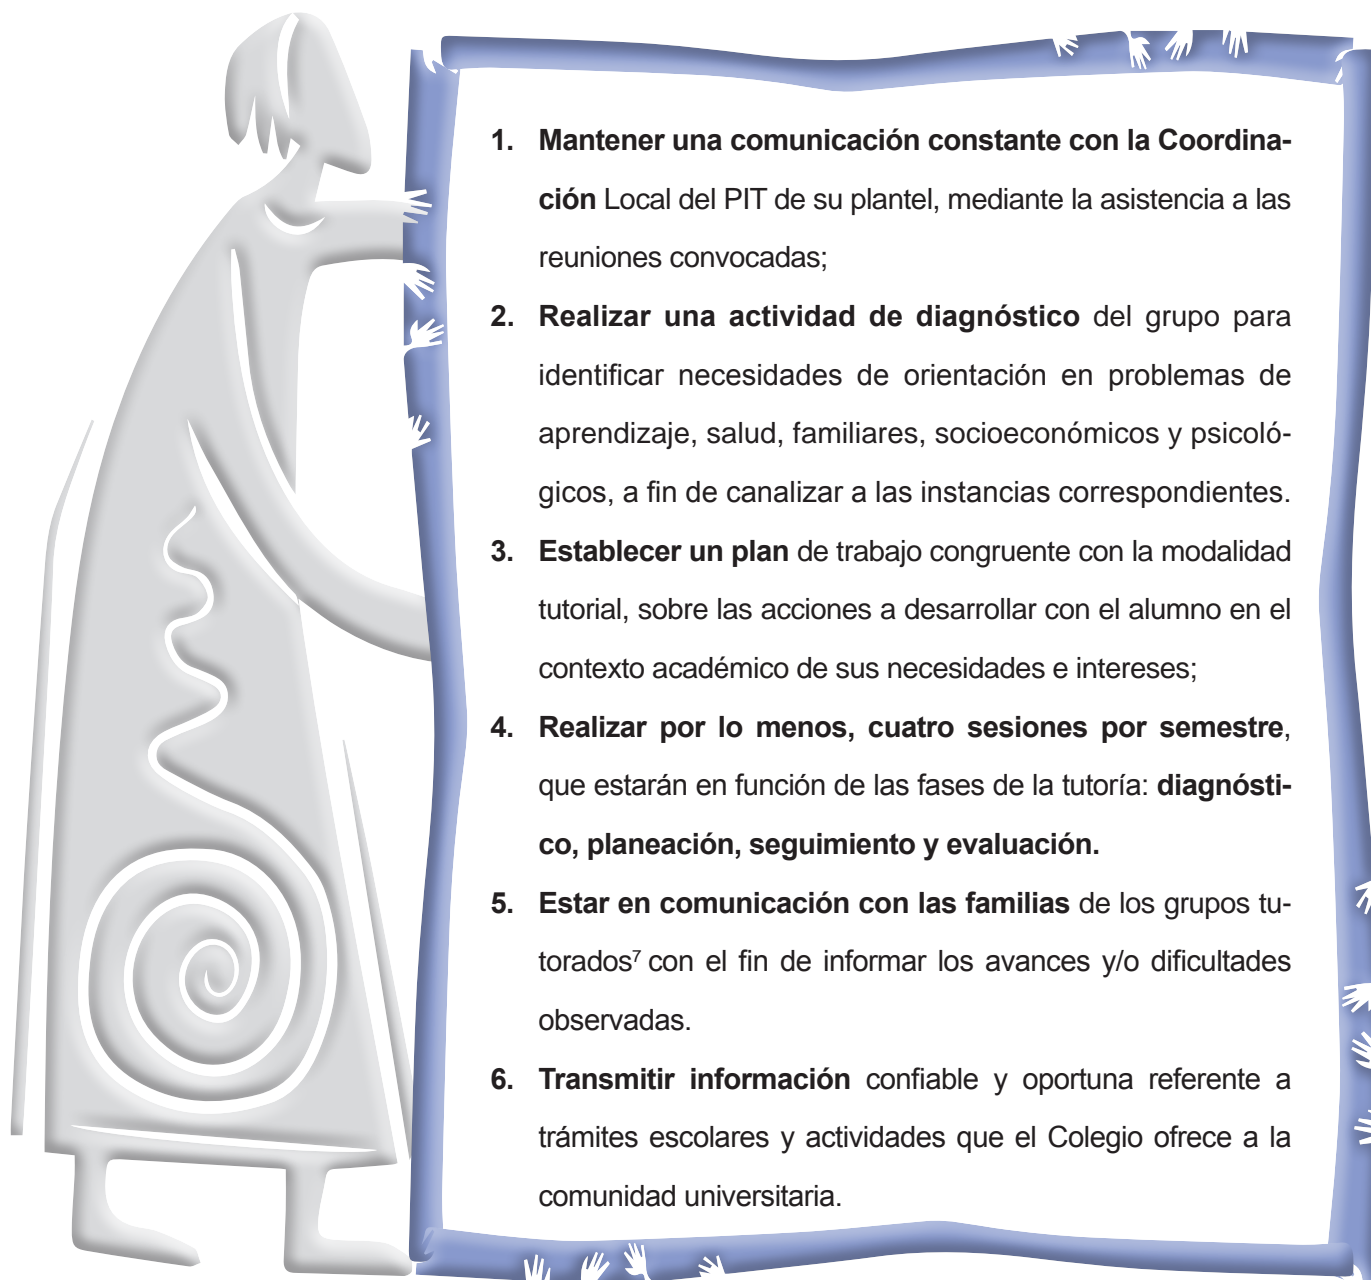 1. Mantener una comunicación constante con la Coordina-
ción Local del PIT de su plantel, mediante la asistencia a las
reuniones convocadas;
2. Realizar una actividad de diagnóstico del grupo para
identificar necesidades de orientación en problemas de
aprendizaje, salud, familiares, socioeconómicos y psicoló-
gicos, a fin de canalizar a las instancias correspondientes.
3. Establecer un plan de trabajo congruente con la modalidad
tutorial, sobre las acciones a desarrollar con el alumno en el
contexto académico de sus necesidades e intereses;
4. Realizar por lo menos, cuatro sesiones por semestre,
que estarán en función de las fases de la tutoría: diagnósti-
co, planeación, seguimiento y evaluación.
5. Estar en comunicación con las familias de los grupos tu-
torados⁷ con el fin de informar los avances y/o dificultades
observadas.
6. Transmitir información confiable y oportuna referente a
trámites escolares y actividades que el Colegio ofrece a la
comunidad universitaria.